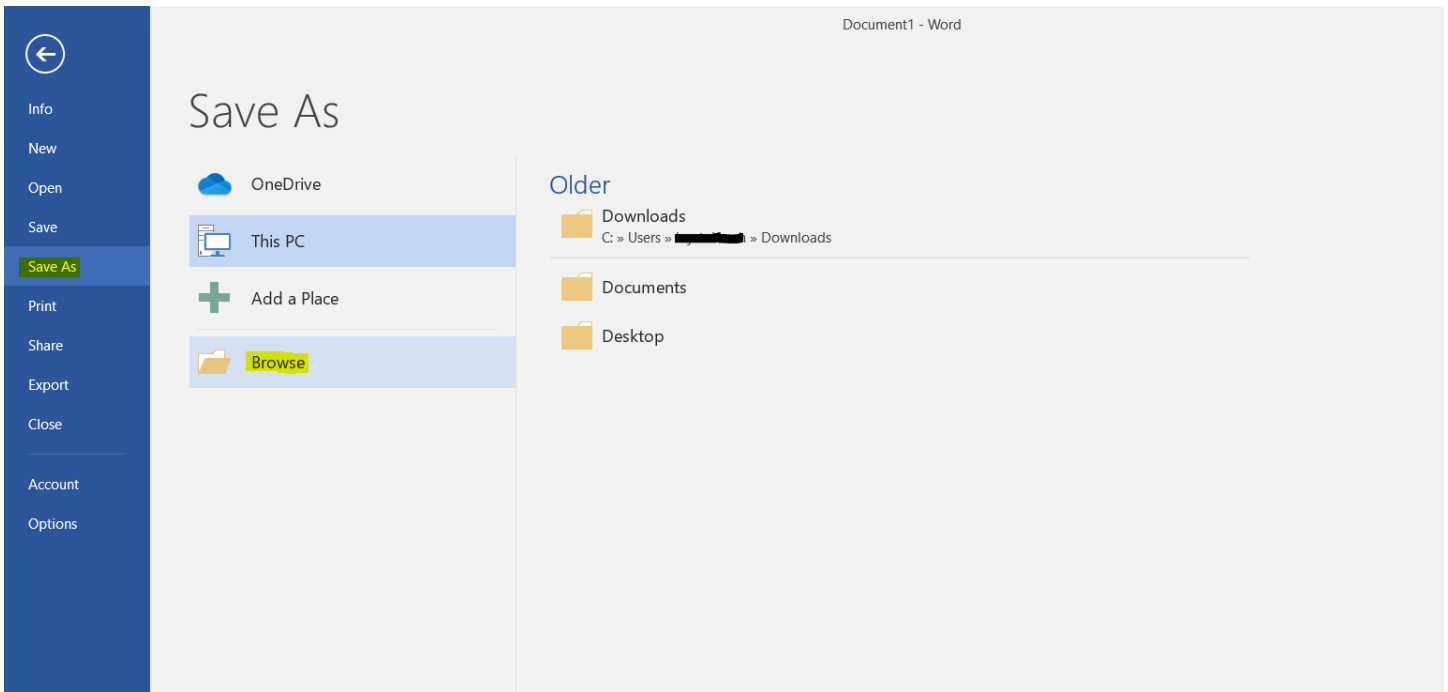 Document1 - Word
Info
New
Open
Save
Save As
Print
Share
Export
Close
Account
Options
Save As
OneDrive
This PC
Add a Place
Browse
Older
Downloads
C: » Users » » Downloads
Documents
Desktop